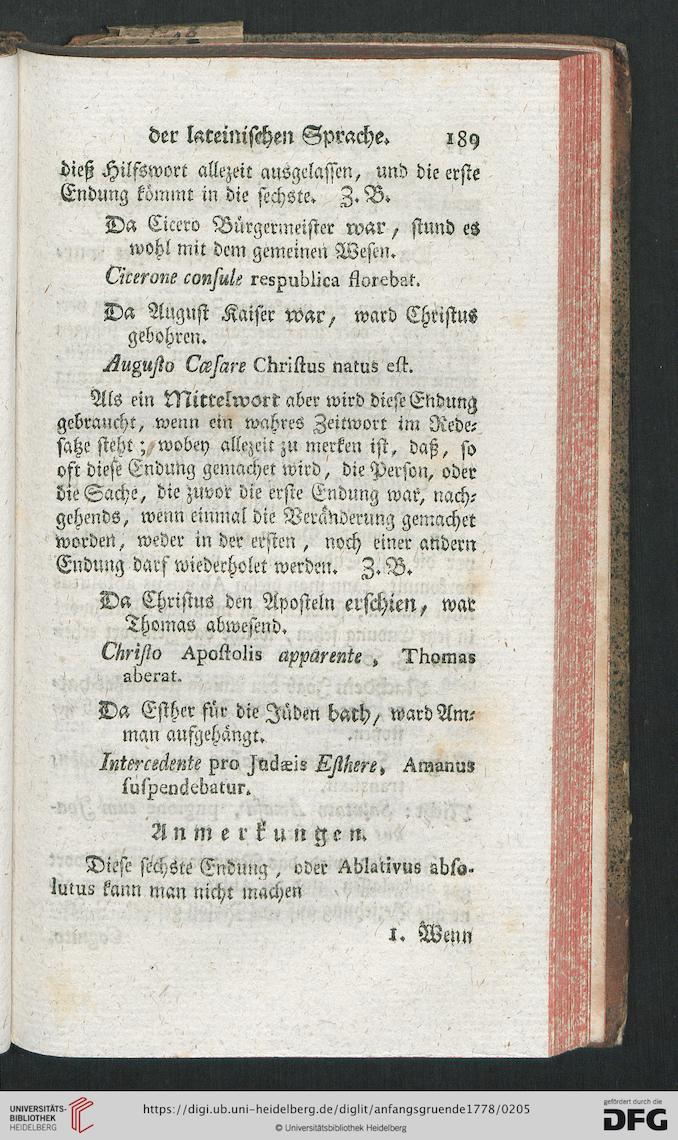 der lateinischen Sprache. 189
dieß Hilfswort allezeit ausgelassen, und die erste
Endung kömmt in die sechste. Z. B.
Da Cicero Bürgermeister war, stund es
wohl mit dem gemeinen Wesen.
Cicerone consule respublica florebat.
Da August Kaiser war, ward Christus
gebohren.
Augusto Cæsare Christus natus est.
Als ein Mittelwort aber wird diese Endung
gebraucht, wenn ein wahres Zeitwort im Rede-
satze steht; wobey allezeit zu merken ist, daß, so
oft diese Endung gemachet wird, die Person, oder
die Sache, die zuvor die erste Endung war, nach-
gehends, wenn einmal die Veränderung gemachet
worden, weder in der ersten, noch einer andern
Endung darf wiederholet werden. Z. B.
Da Christus den Aposteln erschien, war
Thomas abwesend.
Christo Apostolis apparente, Thomas
aberat.
Da Esther für die Jüden bath, ward Am-
man aufgehängt.
Intercedente pro Judæis Esthere, Amanus
suspendebatur.
Anmerkungen.
Diese sechste Endung, oder Ablativus abso-
lutus kann man nicht machen
1. Wenn
UNIVERSITÄTS-
BIBLIOTHEK
HEIDELBERG
https://digi.ub.uni-heidelberg.de/diglit/anfangsgruende1778/0205
© Universitätsbibliothek Heidelberg
gefördert durch die
DFG